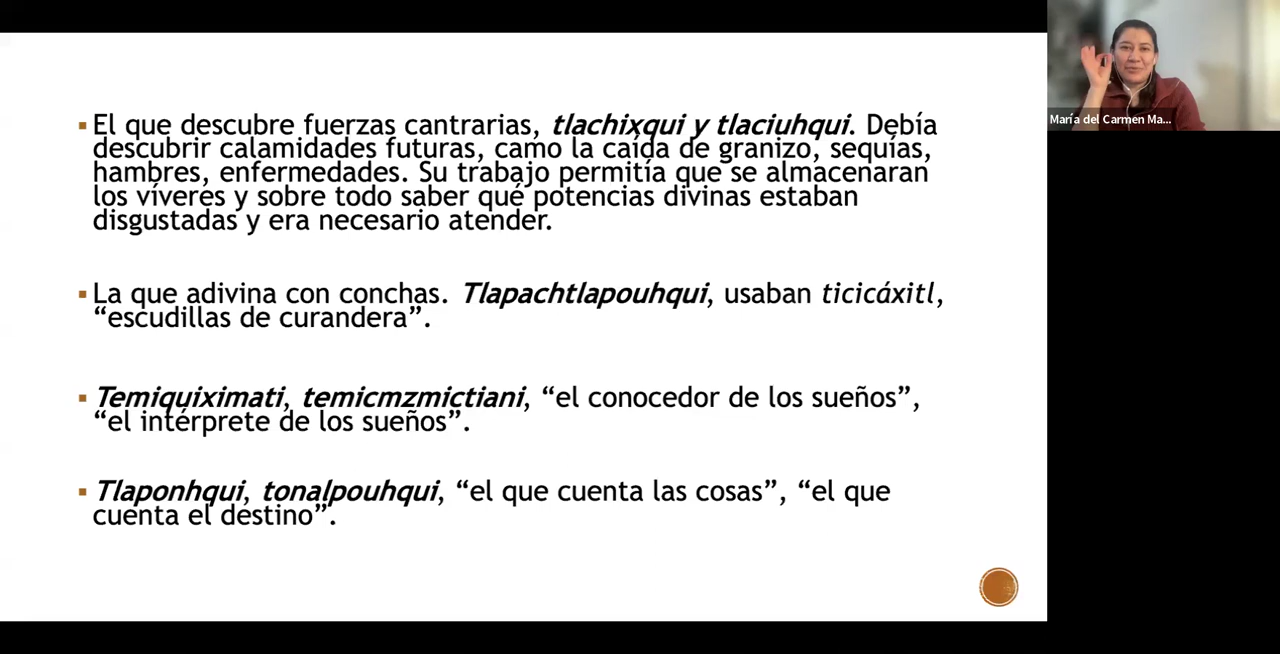 El que descubre fuerzas cantrarias, tlachixqui y tlaciuhqui. Debía
descubrir calamidades futuras, camo la caída de granizo, sequías,
hambres, enfermedades. Su trabajo permitía que se almacenaran
los víveres y sobre todo saber qué potencias divinas estaban
disgustadas y era necesario atender.
La que adivina con conchas. Tlapachtlapouhqui, usaban ticicáxitl,
“escudillas de curandera”.
Temiquiximati, temicmzmictiani, “el conocedor de los sueños”,
“el intérprete de los sueños”.
Tlaponhqui, tonalpouhqui, “el que cuenta las cosas”, “el que
cuenta el destino”.
María del Carmen Ma...